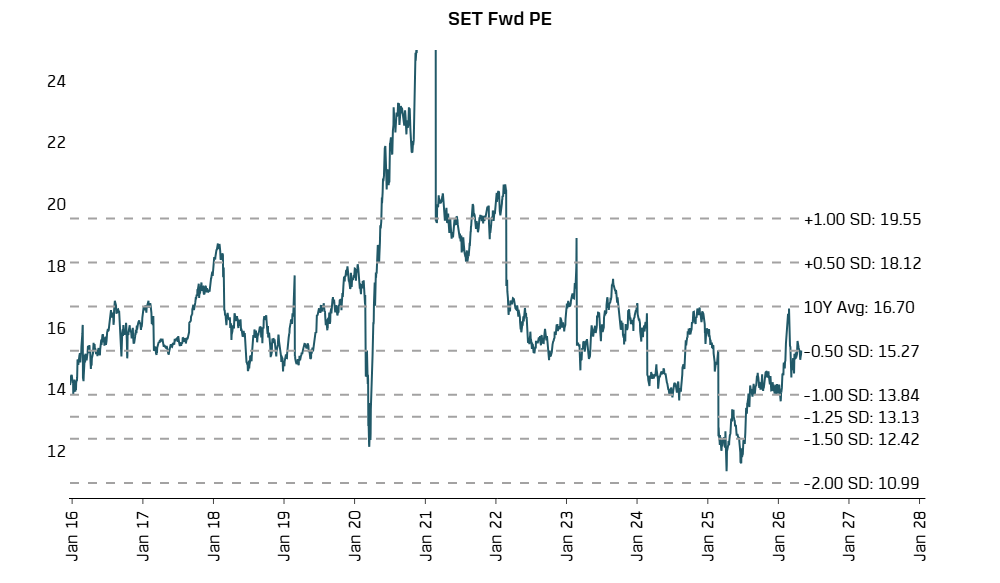 SET Fwd PE
24
22
20
18
16
14
12
+1.00 SD: 19.55
+0.50 SD: 18.12
10Y Avg: 16.70
-0.50 SD: 15.27
-1.00 SD: 13.84
-1.25 SD: 13.13
-1.50 SD: 12.42
-2.00 SD: 10.99
Jan 16
Jan 17
Jan 18
Jan 19
Jan 20
Jan 21
Jan 22
Jan 23
Jan 24
Jan 25
Jan 26
Jan 27
Jan 28